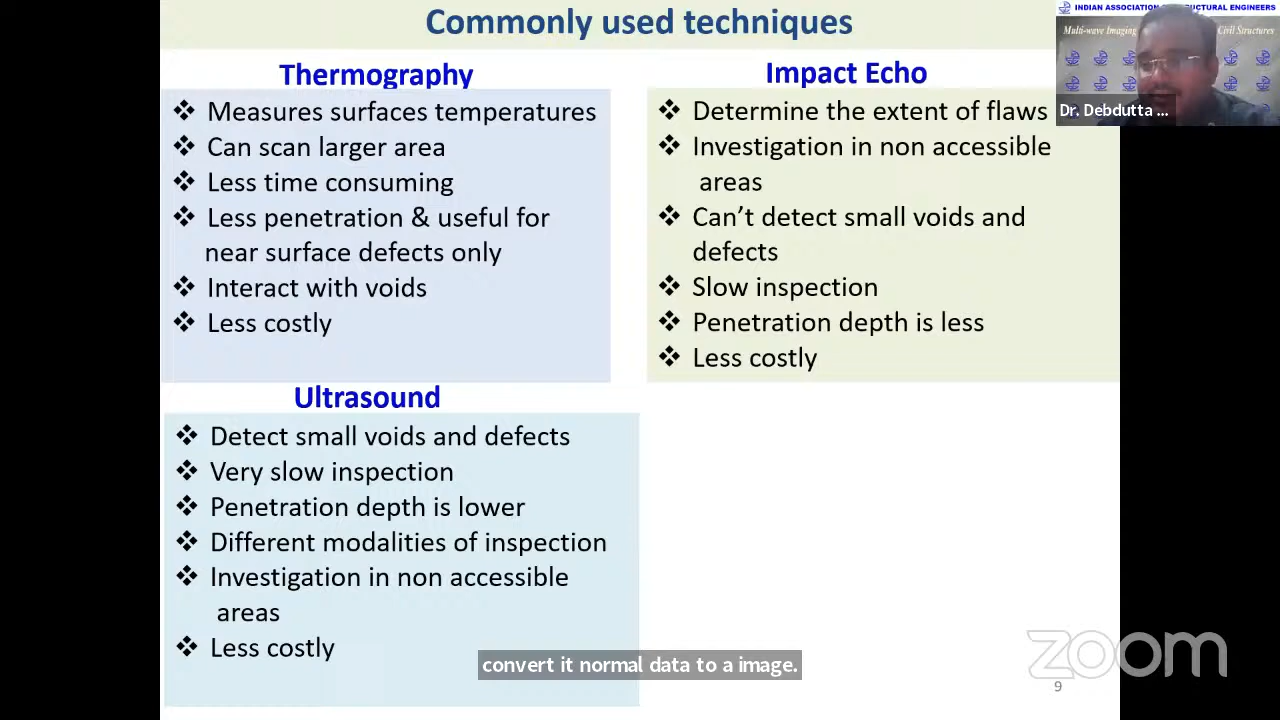 Commonly used techniques
INDIAN ASSOCIATION STRUCTURAL ENGINEERS
Multi-wave Imaging Civil Structures
Dr. Debdutta ...
Thermography
❖ Measures surfaces temperatures
❖ Can scan larger area
❖ Less time consuming
❖ Less penetration & useful for
near surface defects only
❖ Interact with voids
❖ Less costly
Impact Echo
❖ Determine the extent of flaws
❖ Investigation in non accessible
areas
❖ Can’t detect small voids and
defects
❖ Slow inspection
❖ Penetration depth is less
❖ Less costly
Ultrasound
❖ Detect small voids and defects
❖ Very slow inspection
❖ Penetration depth is lower
❖ Different modalities of inspection
❖ Investigation in non accessible
areas
❖ Less costly
convert it normal data to a image.
zoom
9